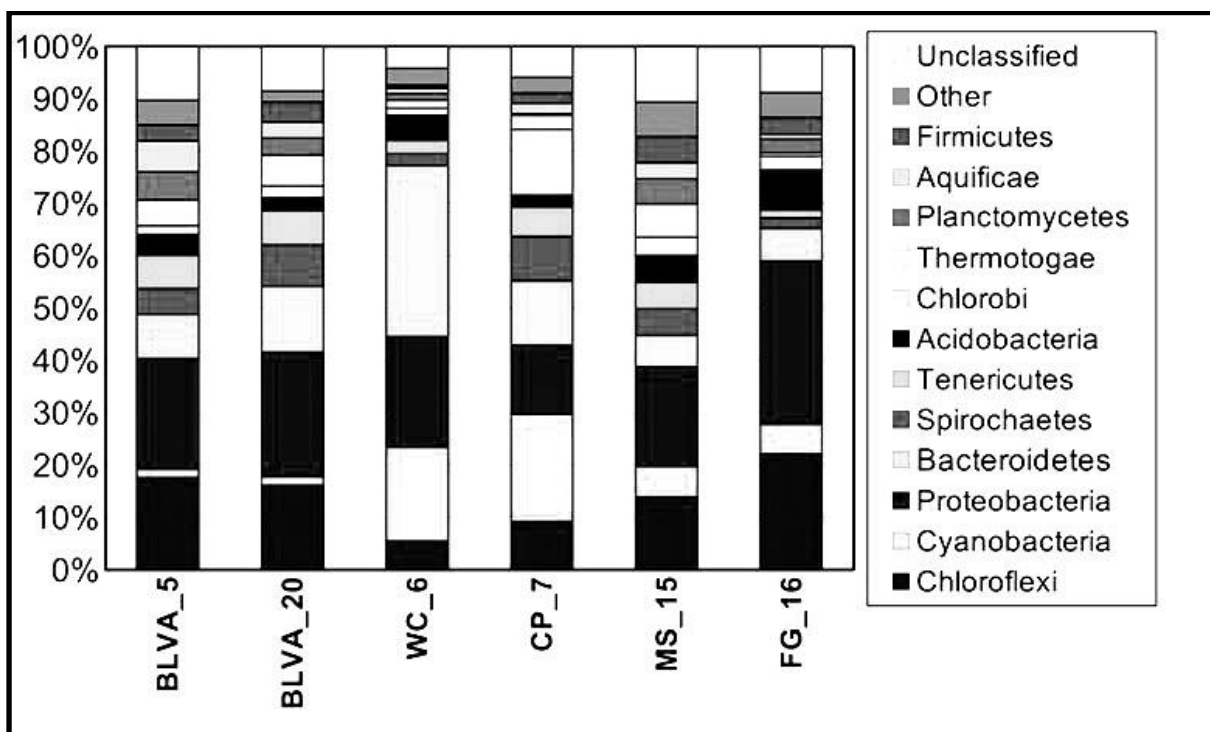 100%
90%
80%
70%
60%
50%
40%
30%
20%
10%
0%
BLVA_5
BLVA_20
WC_6
CP_7
MS_15
FG_16
Unclassified
Other
Firmicutes
Aquificae
Planctomycetes
Thermotogae
Chlorobi
Acidobacteria
Tenericutes
Spirochaetes
Bacteroidetes
Proteobacteria
Cyanobacteria
Chloroflexi